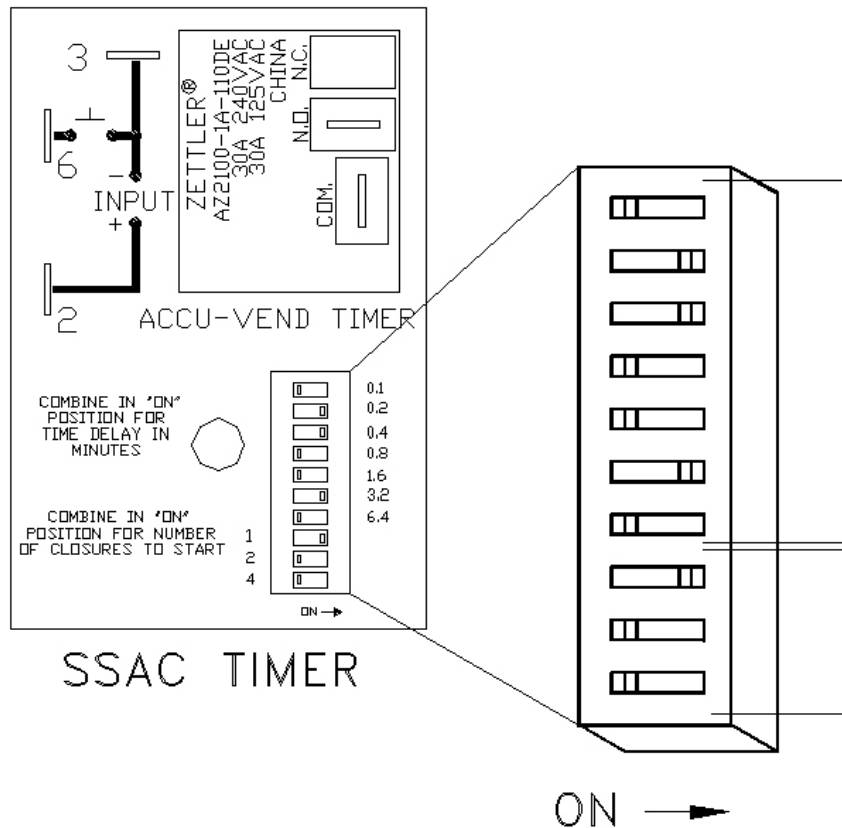 3
6
- INPUT +
2
ZETTLER®
AZ2100-1A-110DE
30A 240VAC
30A 125VAC
CHINA
N.C.
N.O.
COM.
ACCU-VEND TIMER
COMBINE IN "ON"
POSITION FOR
TIME DELAY IN
MINUTES
0.1
0.2
0.4
0.8
1.6
3.2
6.4
COMBINE IN "ON"
POSITION FOR NUMBER
OF CLOSURES TO START
1
2
4
ON
SSAC TIMER
ON